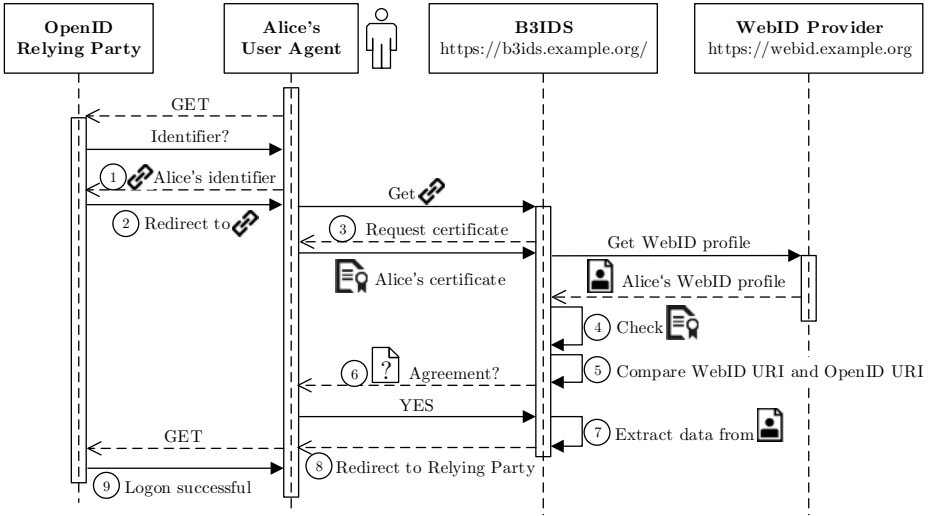 OpenID
Relying Party
Alice's
User Agent
B3IDS
https://b3ids.example.org/
WebID Provider
https://webid.example.org
GET
Identifier?
1 Alice's identifier
2 Redirect to
Get
3 Request certificate
Alice's certificate
Get WebID profile
Alice‘s WebID profile
4 Check
5 Compare WebID URI and OpenID URI
6 ? Agreement?
YES
7 Extract data from
GET
8 Redirect to Relying Party
9 Logon successful